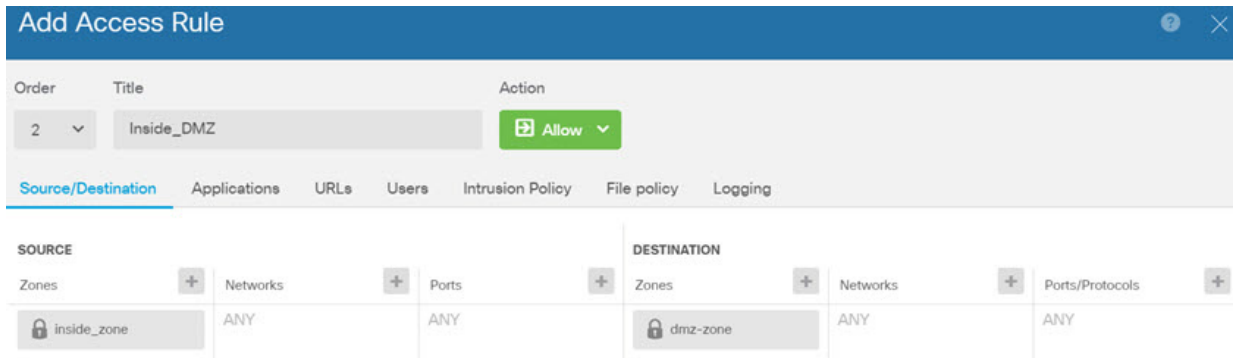 Add Access Rule
Order Title Action
2 Inside_DMZ Allow
Source/Destination Applications URLs Users Intrusion Policy File policy Logging
SOURCE DESTINATION
Zones Networks Ports Zones Networks Ports/Protocols
inside_zone ANY ANY dmz-zone ANY ANY